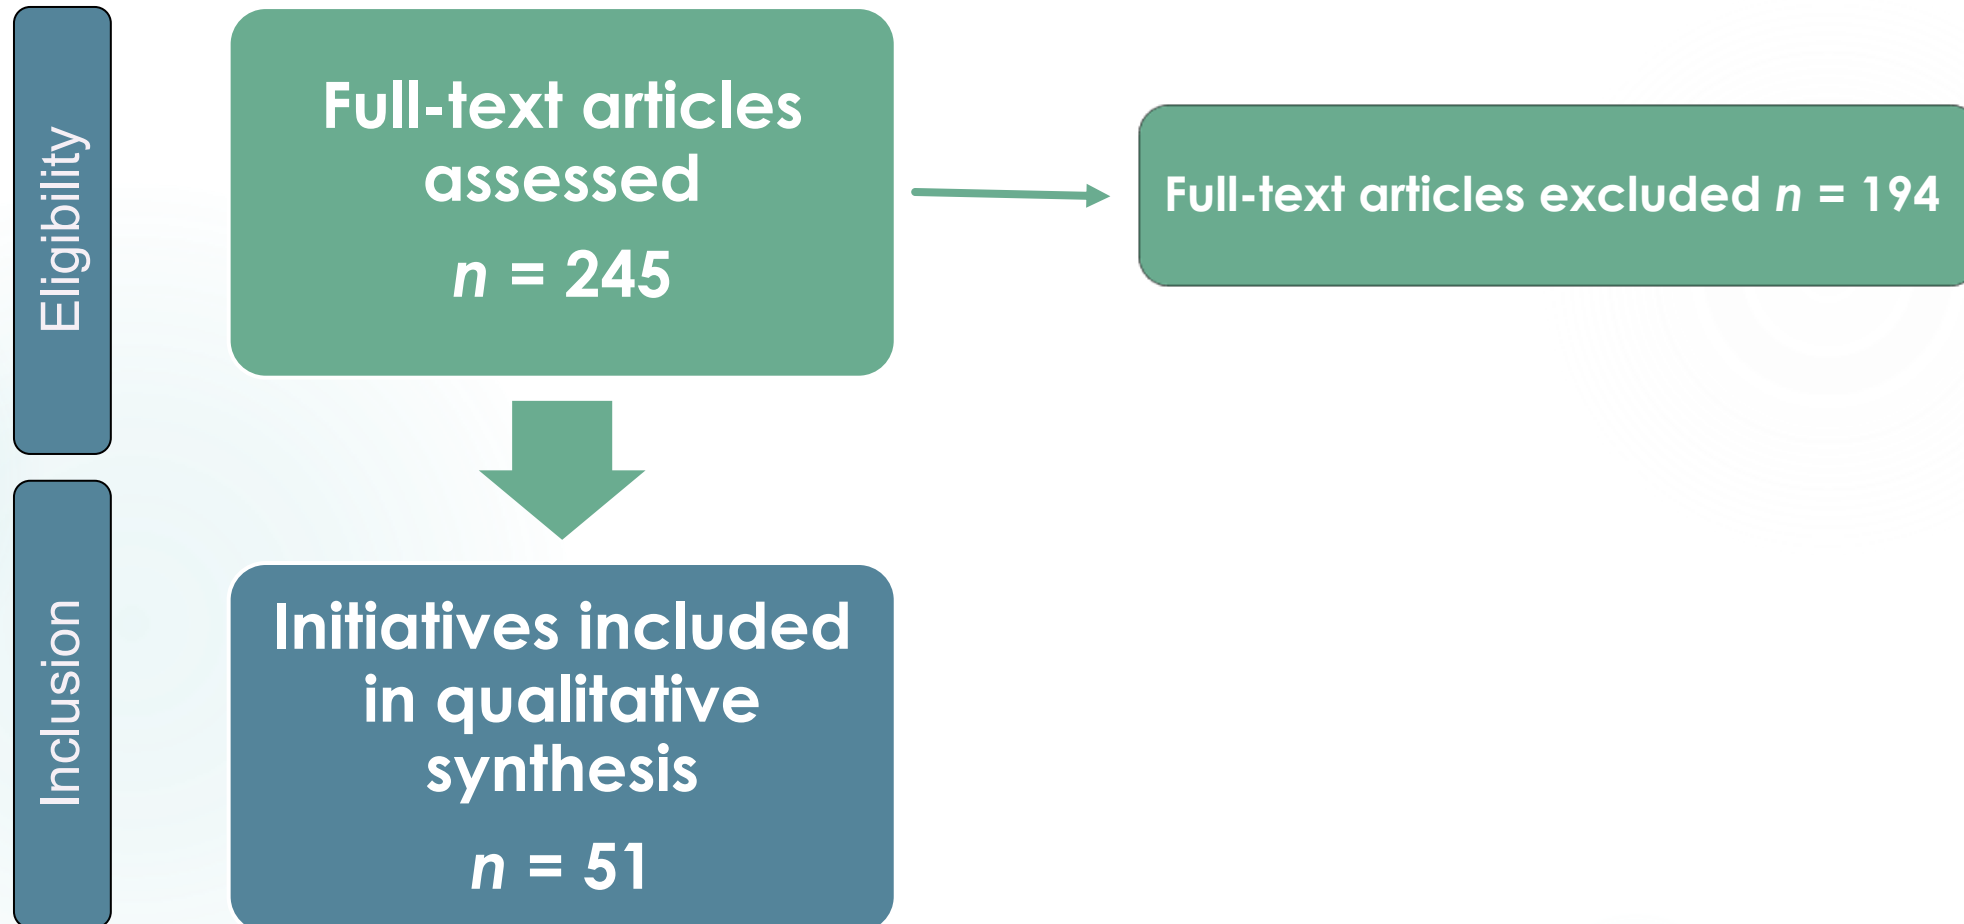 Eligibility
Full-text articles
assessed
n = 245
Full-text articles excluded n = 194
Inclusion
Initiatives included
in qualitative
synthesis
n = 51